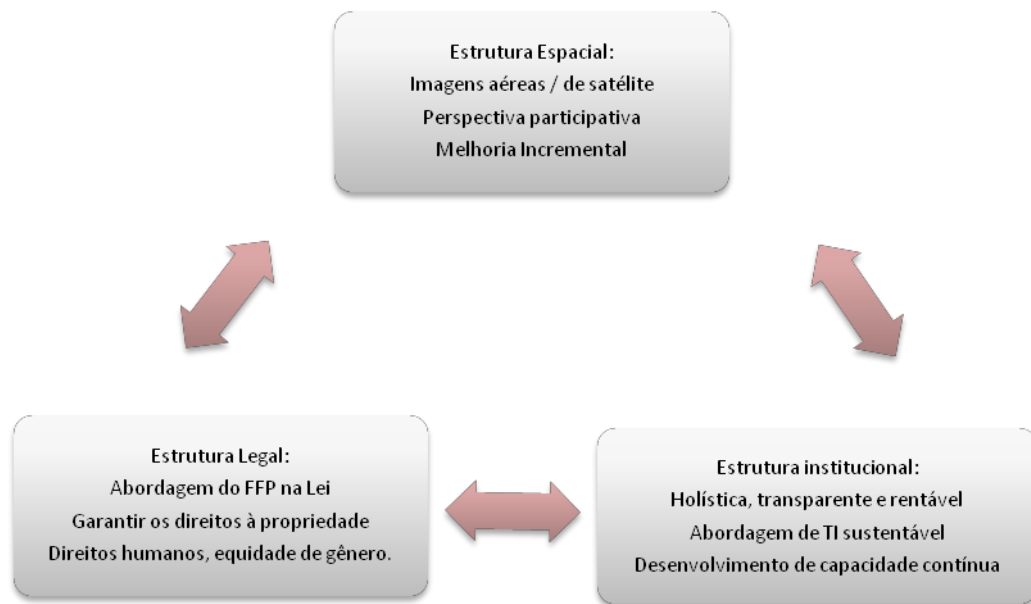 Estrutura Espacial:
Imagens aéreas / de satélite
Perspectiva participativa
Melhoria Incremental
Estrutura Legal:
Abordagem do FFP na Lei
Garantir os direitos à propriedade
Direitos humanos, equidade de gênero.
Estrutura institucional:
Holística, transparente e rentável
Abordagem de TI sustentável
Desenvolvimento de capacidade contínua